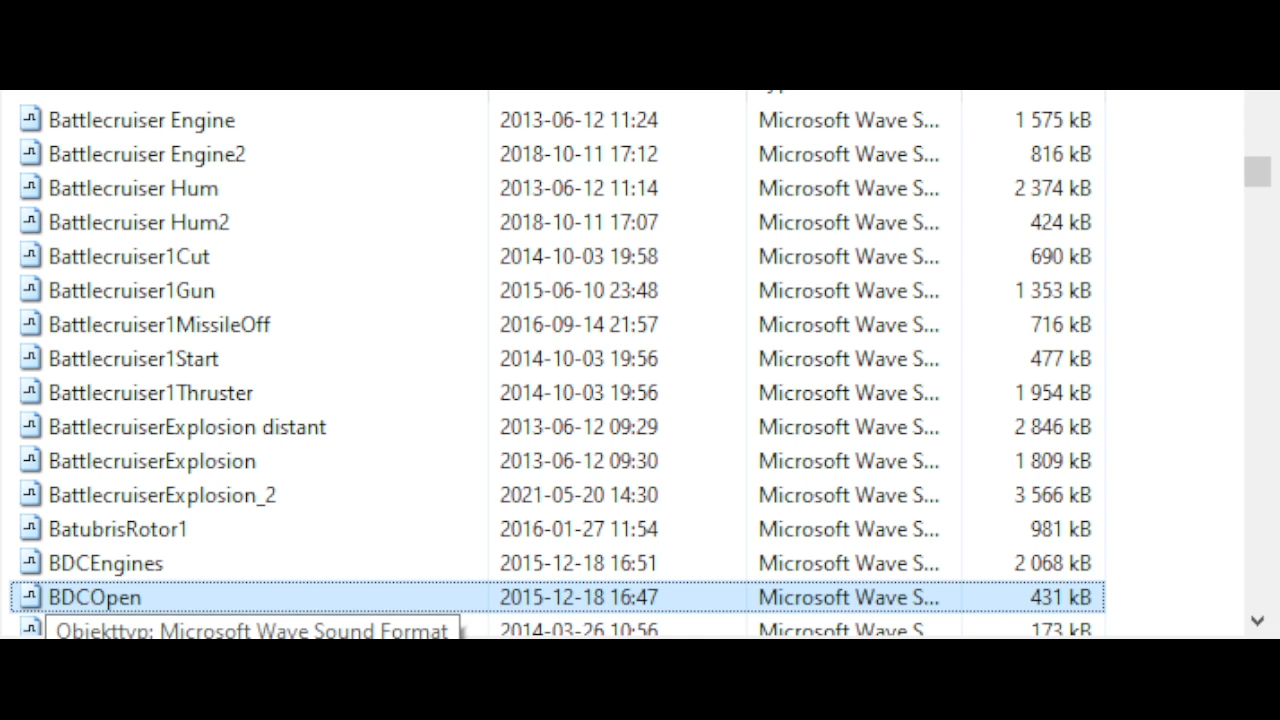 Battlecruiser Engine 2013-06-12 11:24 Microsoft Wave S... 1 575 kB
Battlecruiser Engine2 2018-10-11 17:12 Microsoft Wave S... 816 kB
Battlecruiser Hum 2013-06-12 11:14 Microsoft Wave S... 2 374 kB
Battlecruiser Hum2 2018-10-11 17:07 Microsoft Wave S... 424 kB
Battlecruiser1Cut 2014-10-03 19:58 Microsoft Wave S... 690 kB
Battlecruiser1Gun 2015-06-10 23:48 Microsoft Wave S... 1 353 kB
Battlecruiser1MissileOff 2016-09-14 21:57 Microsoft Wave S... 716 kB
Battlecruiser1Start 2014-10-03 19:56 Microsoft Wave S... 477 kB
Battlecruiser1Thruster 2014-10-03 19:56 Microsoft Wave S... 1 954 kB
BattlecruiserExplosion distant 2013-06-12 09:29 Microsoft Wave S... 2 846 kB
BattlecruiserExplosion 2013-06-12 09:30 Microsoft Wave S... 1 809 kB
BattlecruiserExplosion_2 2021-05-20 14:30 Microsoft Wave S... 3 566 kB
BatubrisRotor1 2016-01-27 11:54 Microsoft Wave S... 981 kB
BDCEngines 2015-12-18 16:51 Microsoft Wave S... 2 068 kB
BDCOpen 2015-12-18 16:47 Microsoft Wave S... 431 kB
Objekttyp: Microsoft Wave Sound Format 2014-03-26 10:56 Microsoft Wave S 173 kB